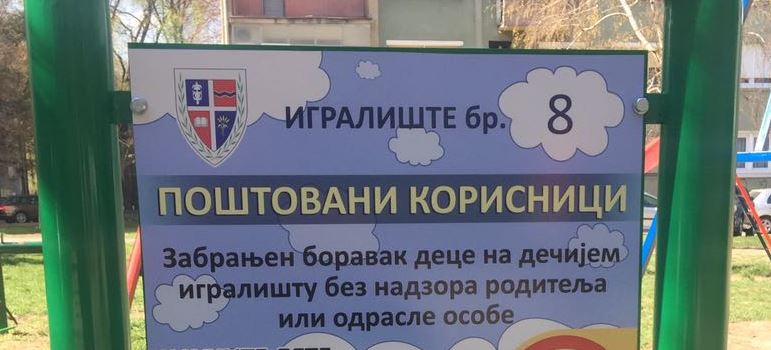 ИГРАЛИШТЕ бр. 8
ПОШТОВАНИ КОРИСНИЦИ
Забрањен боравак деце на дечијем
игралишту без надзора родитеља
или одрасле особе